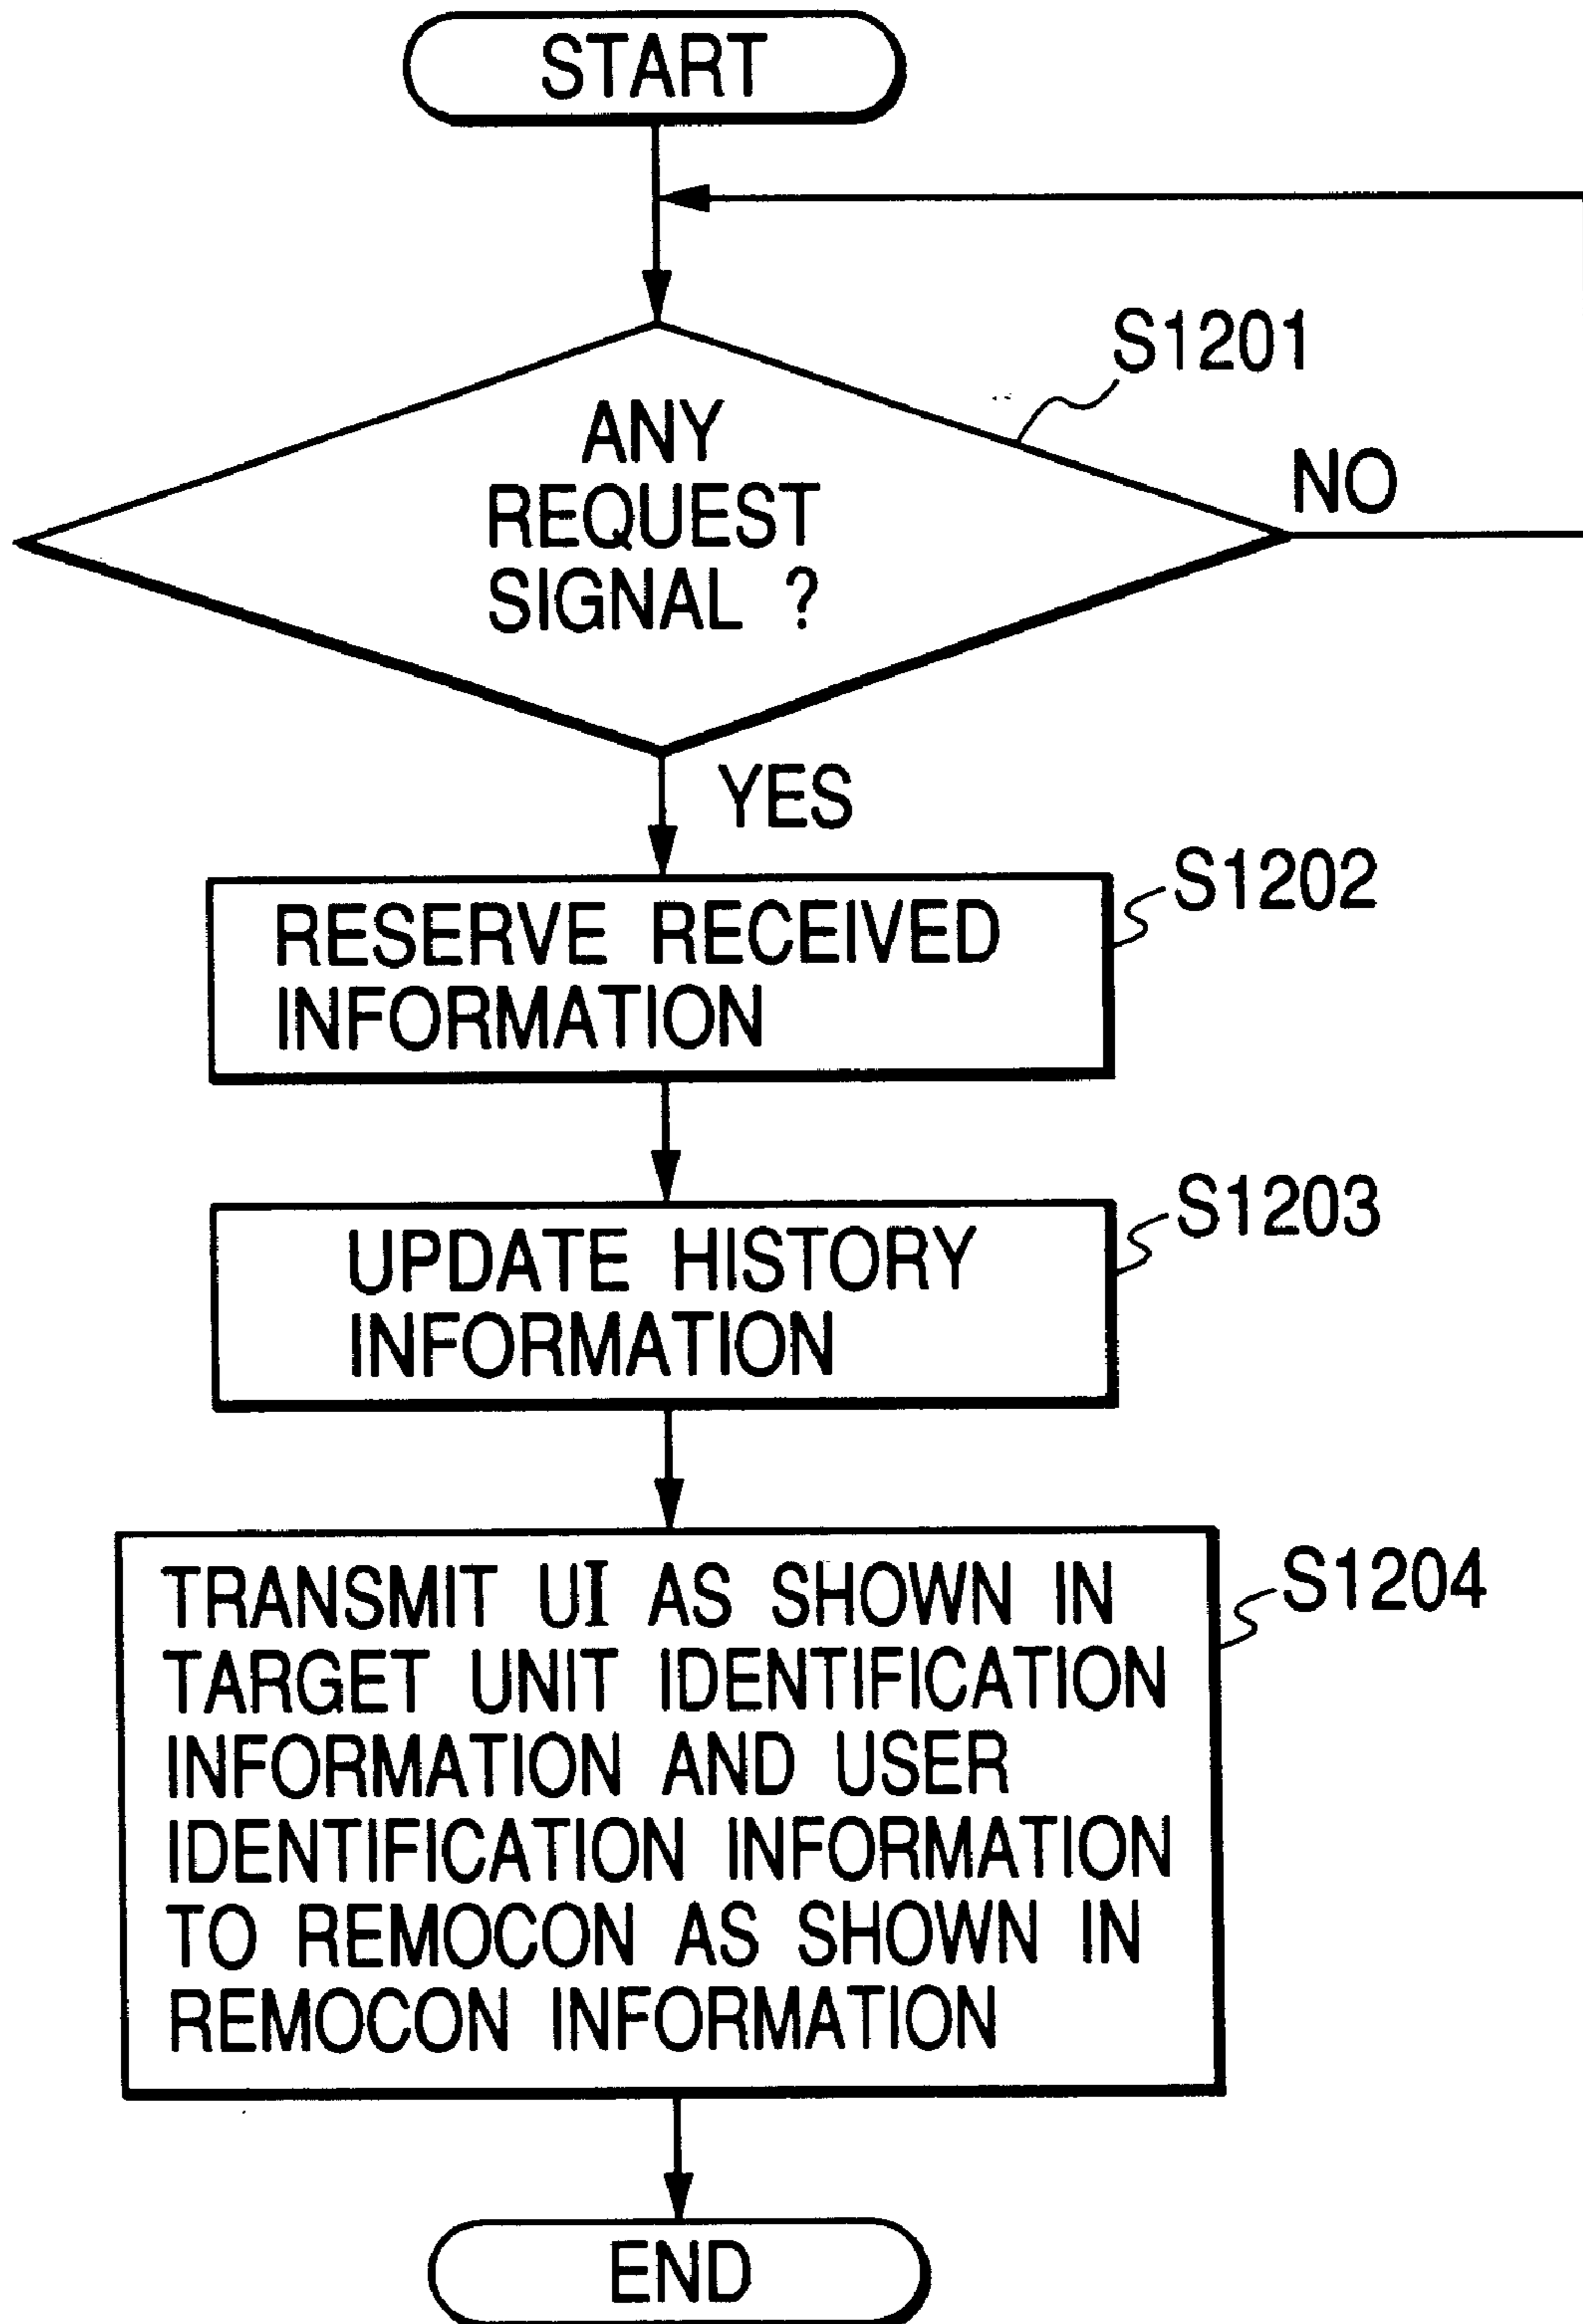 START
S1201
ANY
REQUEST
SIGNAL ?
NO
YES
S1202
RESERVE RECEIVED
INFORMATION
S1203
UPDATE HISTORY
INFORMATION
S1204
TRANSMIT UI AS SHOWN IN
TARGET UNIT IDENTIFICATION
INFORMATION AND USER
IDENTIFICATION INFORMATION
TO REMOCON AS SHOWN IN
REMOCON INFORMATION
END